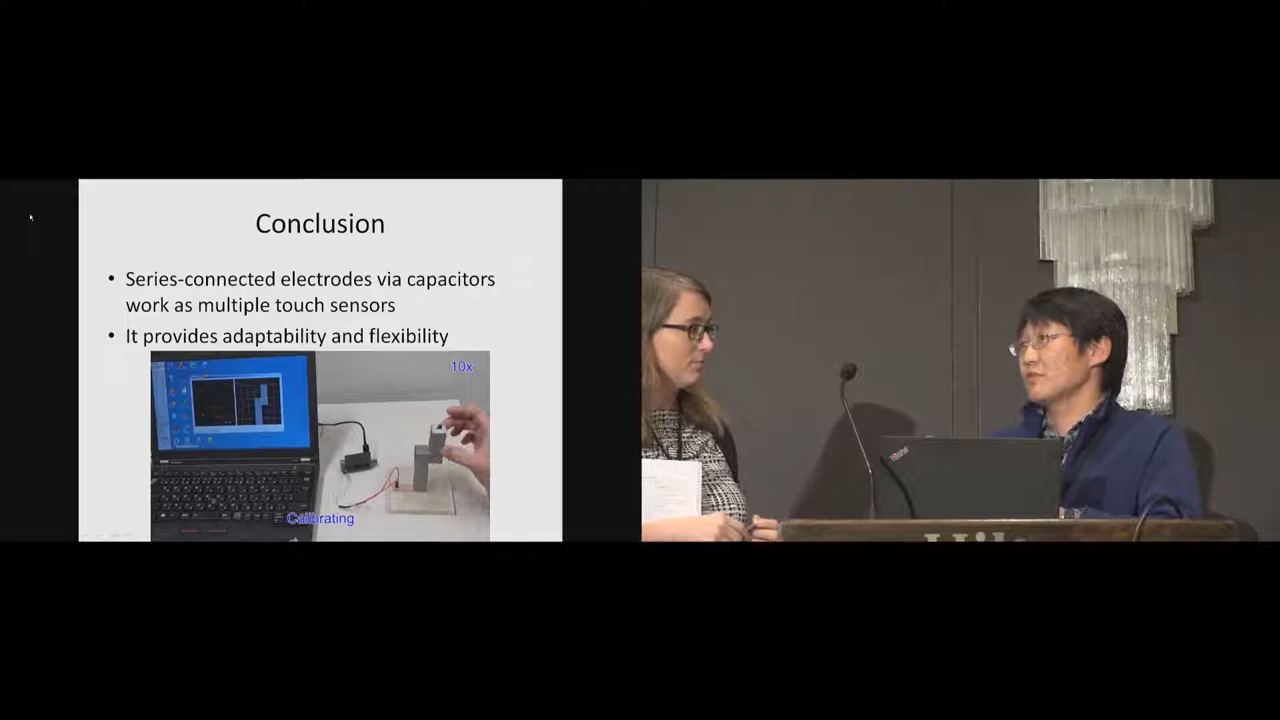 Conclusion
• Series-connected electrodes via capacitors
work as multiple touch sensors
• It provides adaptability and flexibility
10x
Calibrating